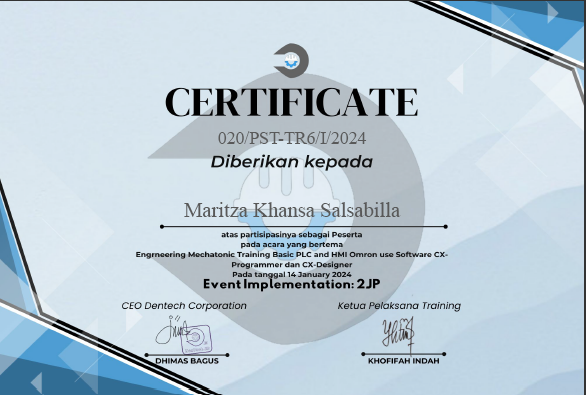 CERTIFICATE
020/PST-TR6/I/2024
Diberikan kepada
Maritza Khansa Salsabilla
atas partisipasinya sebagai Peserta
pada acara yang bertema
Engrneering Mechatonic Training Basic PLC and HMI Omron use Software CX-
Programmer dan CX-Designer
Pada tanggal 14 January 2024
Event Implementation: 2JP
CEO Dentech Corporation
Ketua Pelaksana Training
DHIMAS BAGUS
KHOFIFAH INDAH